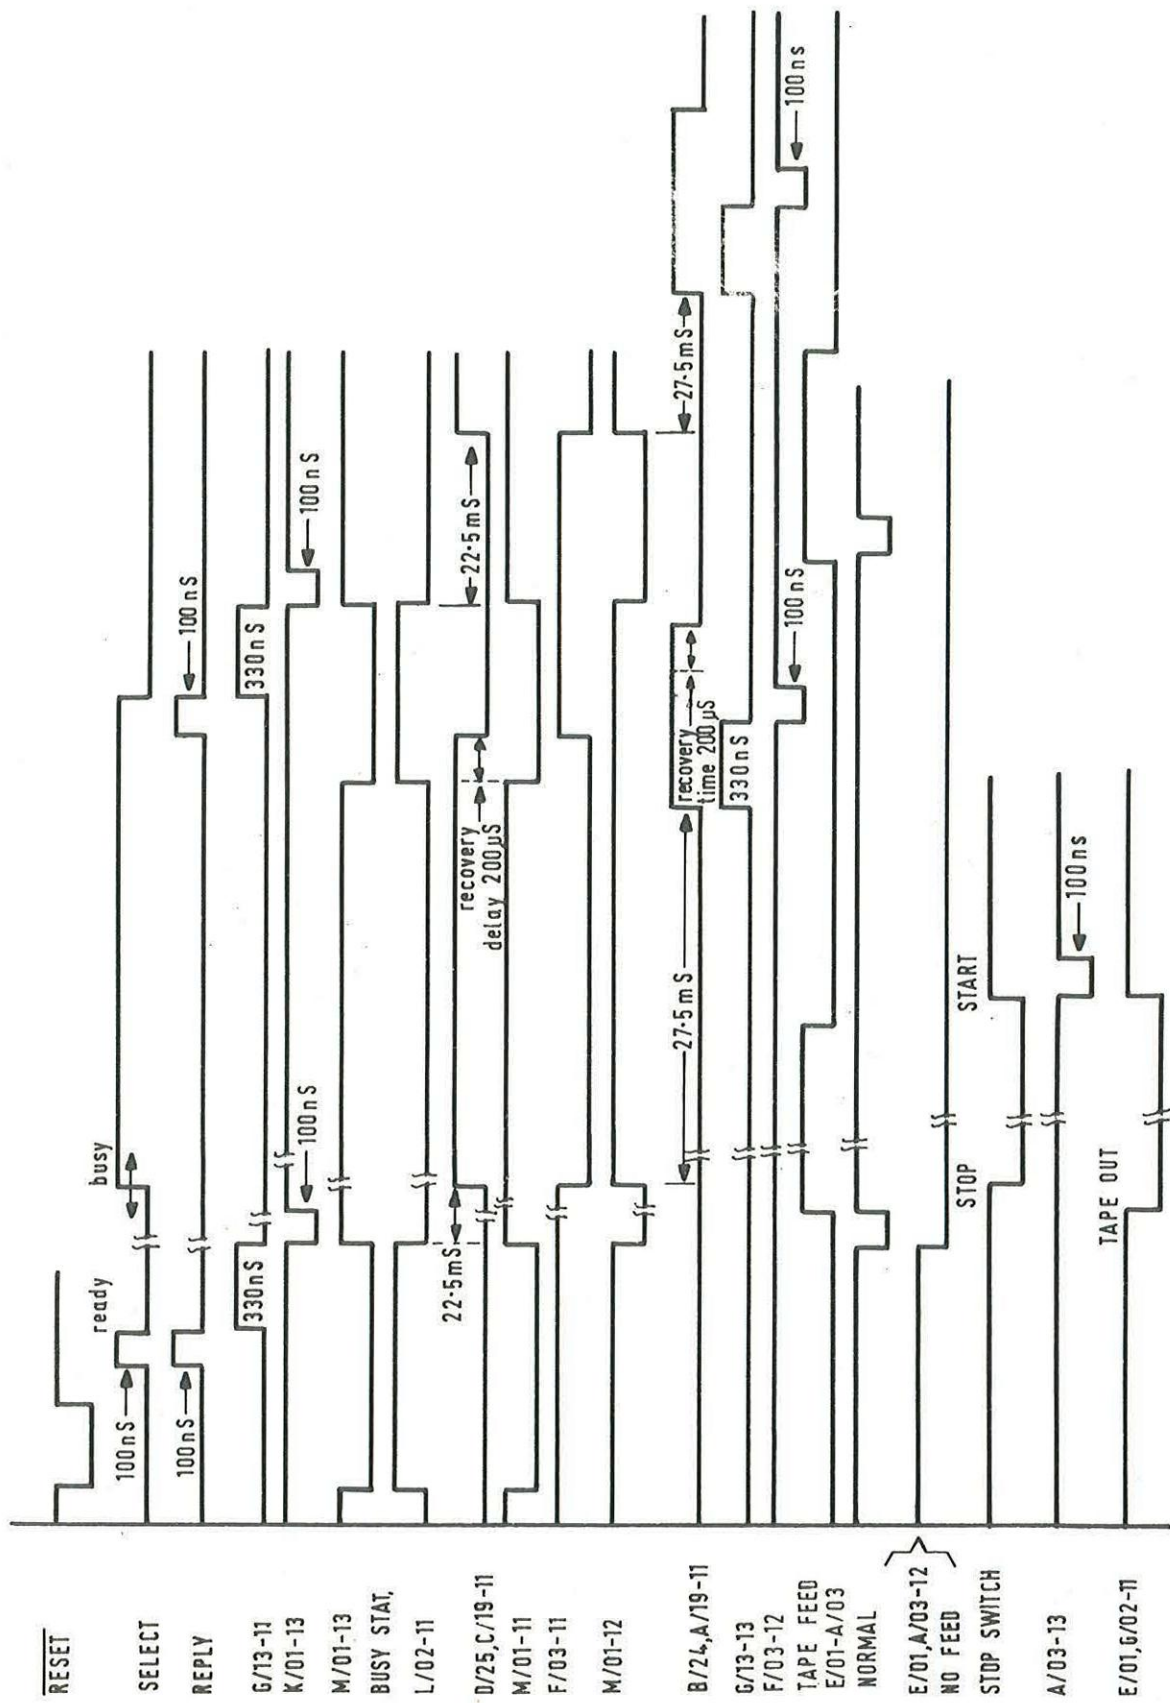 RESET
SELECT
REPLY
G/13-11
K/01-13
M/01-13
BUSY STAT,
L/02-11
D/25,C/19-11
M/01-11
F/03-11
M/01-12
B/24,A/19-11
G/13-13
F/03-12
TAPE FEED
E/01-A/03
NORMAL
E/01,A/03-12
NO FEED
STOP SWITCH
A/03-13
E/01,G/02-11
ready
busy
100nS
100nS
100nS
330nS
330nS
100nS
100nS
22·5mS
22·5mS
recovery
delay 200µS
27·5mS
27·5mS
recovery
time 200µS
330nS
100ns
100ns
STOP
START
100ns
TAPE OUT